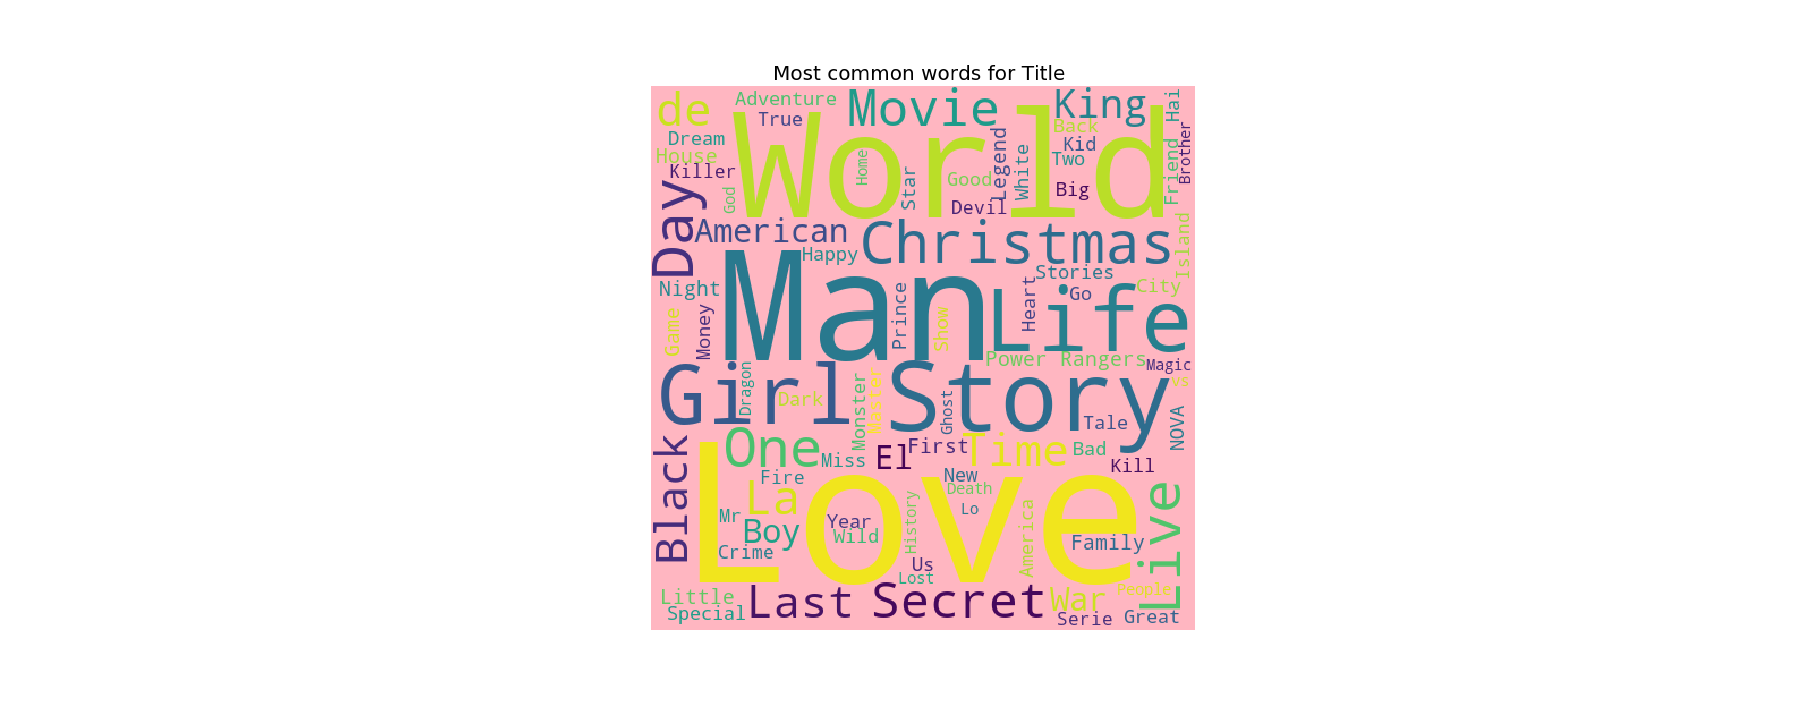 Most common words for Title
de
Adventure
Movie
King
Hai
True
World
Back
Brother
Dream
Legend
Kid
Friend
House
Home
White
Two
Killer
Star
Good
Big
Day
God
Devil
American
Christmas
Island
Happy
Stories
Night
Man
Heart
Go
City
Life
Game
Money
Prince
Show
Power Rangers
Magic
vs
Girl
Dragon
Dark
Monster
Master
Story
Ghost
Tale
NOVA
One
Miss
El
First
Time
Bad
Kill
Black
Love
Fire
New
La
Death
Live
Mr
Boy
Year
Wild
History
Lo
America
Family
Crime
Us
Lost
Little
Special
Last
Secret
War
People
Serie
Great